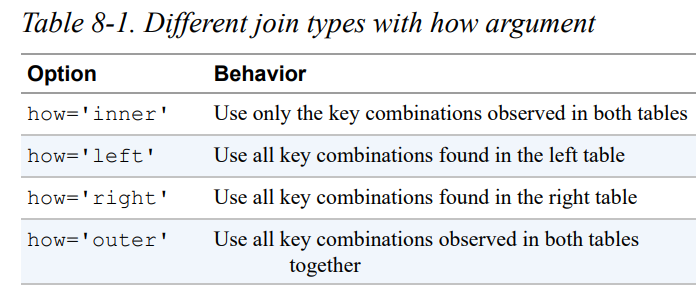 Table 8-1. Different join types with how argument
Option Behavior
how='inner' Use only the key combinations observed in both tables
how='left' Use all key combinations found in the left table
how='right' Use all key combinations found in the right table
how='outer' Use all key combinations observed in both tables
together